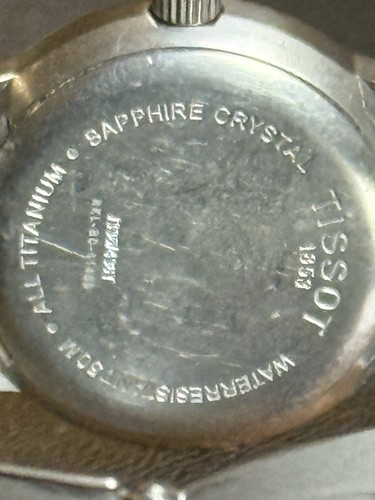 SAPPHIRE CRYSTAL
TISSOT
1853
WATERRESISTANT 50M
ALL TITANIUM